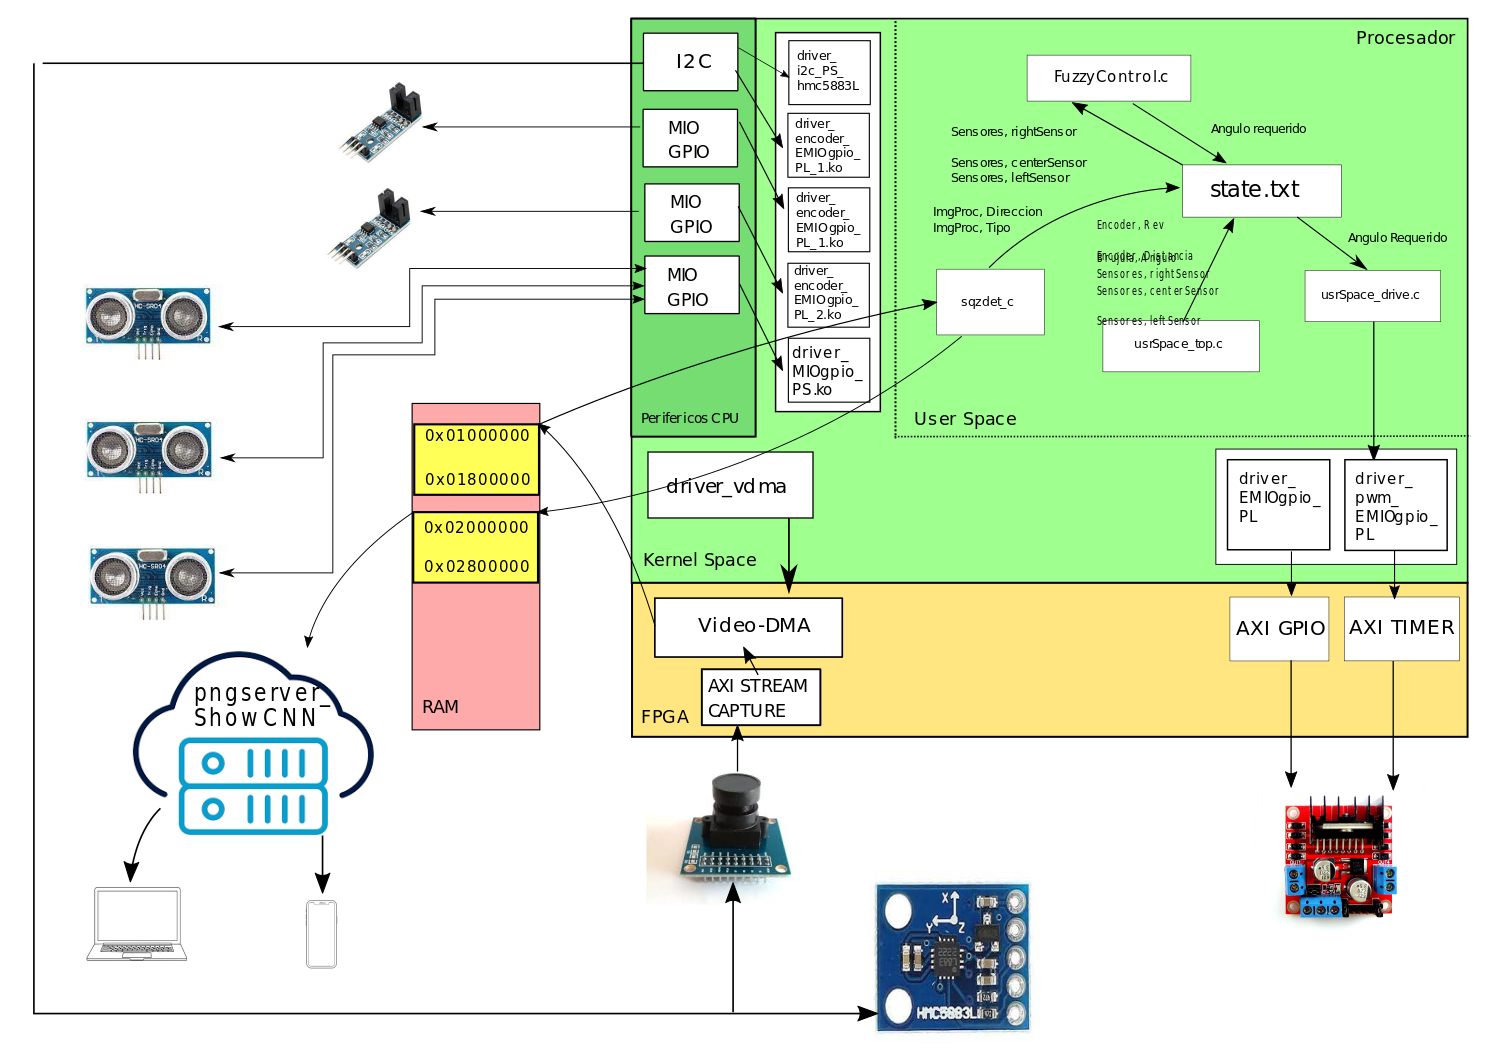 Procesador
I2C
MIO
GPIO
MIO
GPIO
MIO
GPIO
Perifericos CPU
driver_
i2c_PS_
hmc5883L
driver_
encoder_
EMIOgpio_
PL_1.ko
driver_
encoder_
EMIOgpio_
PL_1.ko
driver_
encoder_
EMIOgpio_
PL_2.ko
driver_
MIOgpio_
PS.ko
FuzzyControl.c
Sensores, rightSensor
Sensores, centerSensor
Sensores, leftSensor
Angulo requerido
state.txt
ImgProc, Direccion
ImgProc, Tipo
Encoder, Rev
Encoder, Distancia
Brujula, Angulo
Sensores, rightSensor
Sensores, centerSensor
Sensores, leftSensor
Angulo Requerido
sqzdet_c
usrSpace_drive.c
usrSpace_top.c
User Space
driver_vdma
Kernel Space
driver_
EMIOgpio_
PL
driver_
pwm_
EMIOgpio_
PL
0x01000000
0x01800000
0x02000000
0x02800000
RAM
Video-DMA
AXI STREAM
CAPTURE
FPGA
AXI GPIO
AXI TIMER
pngserver_
ShowCNN
HC-SR04
HC-SR04
HC-SR04
X
Y
Z
HMC5883L